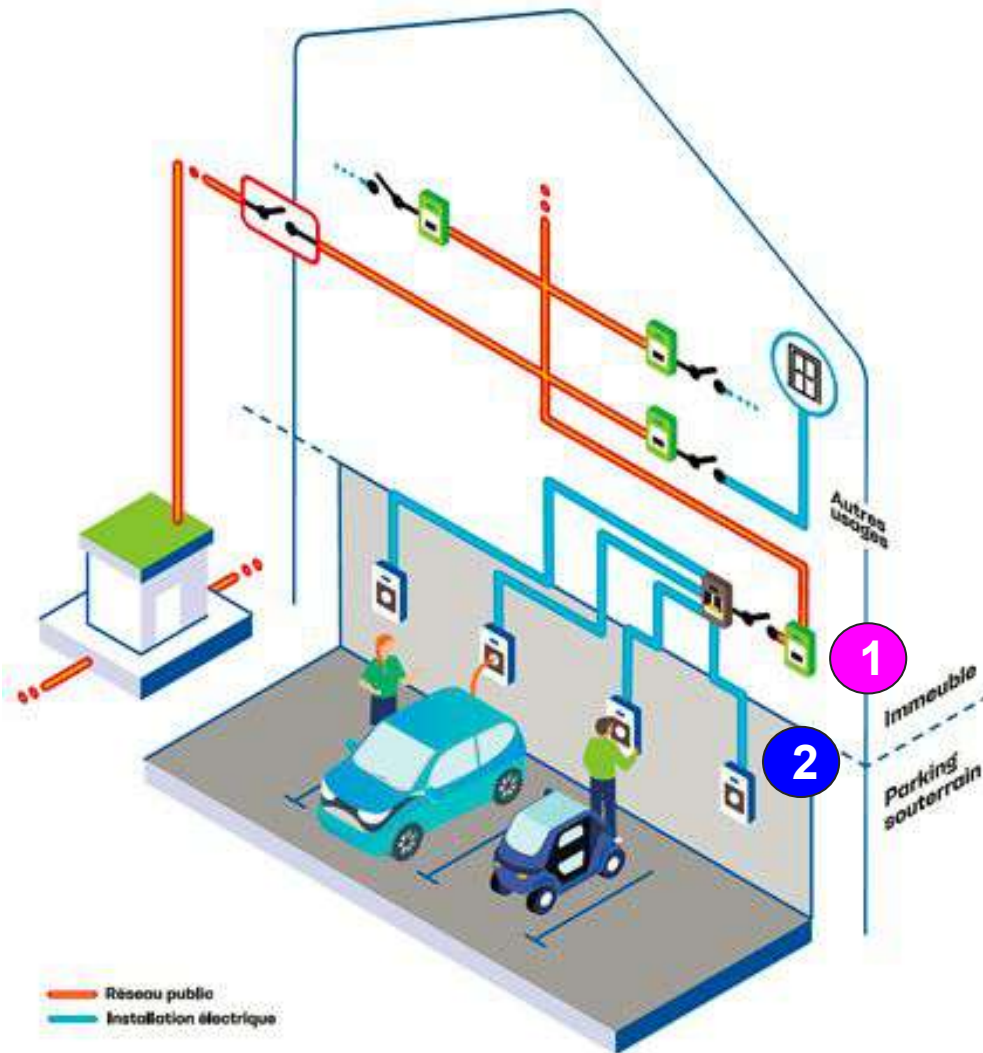 Autres
usages
1
Immeuble
2
Parking
souterrain
Réseau public
Installation électrique